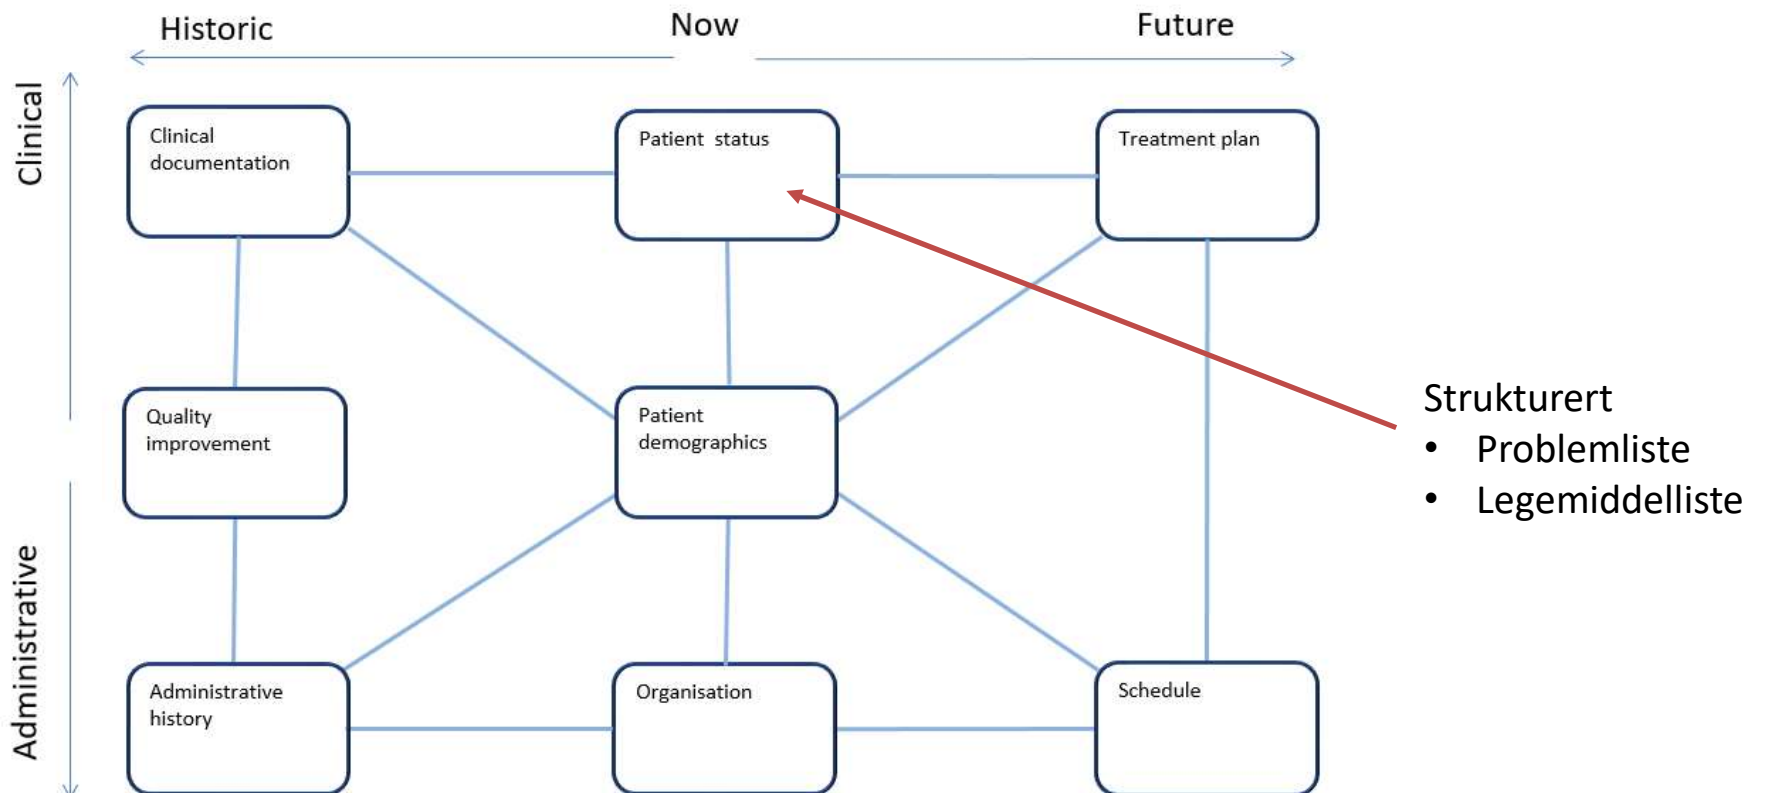 Historic
Now
Future
Clinical
Clinical
documentation
Patient status
Treatment plan
Quality
improvement
Patient
demographics
Strukturert
• Problemliste
• Legemiddelliste
Administrative
Administrative
history
Organisation
Schedule